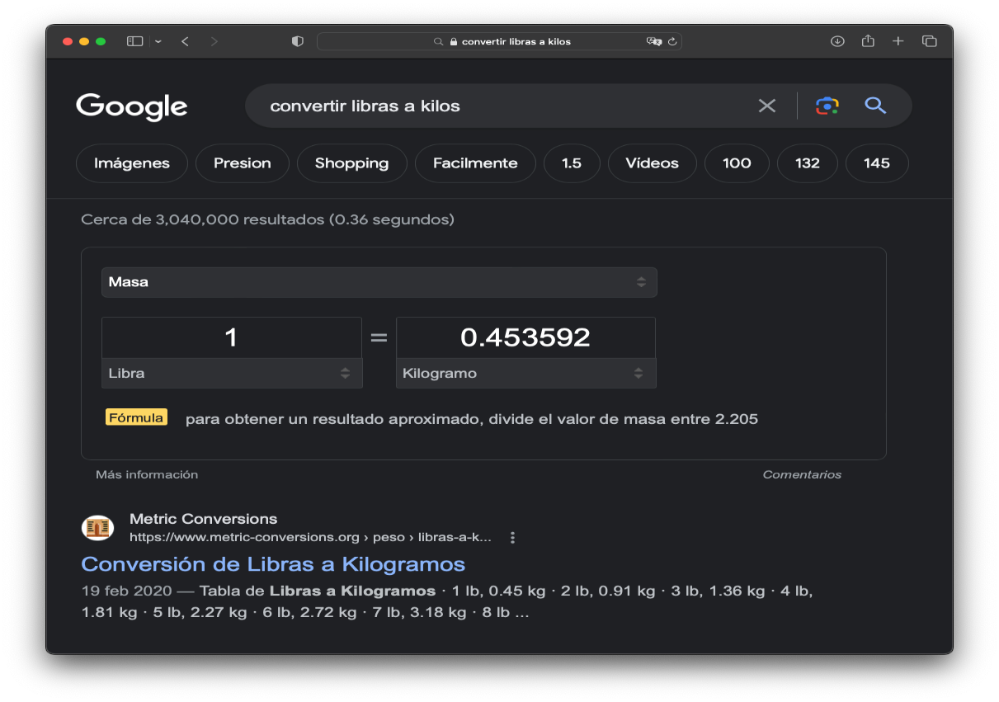 convertir libras a kilos
Google
convertir libras a kilos
Imágenes Presion Shopping Facilmente 1.5 Vídeos 100 132 145
Cerca de 3,040,000 resultados (0.36 segundos)
Masa
1 = 0.453592
Libra Kilogramo
Fórmula para obtener un resultado aproximado, divide el valor de masa entre 2.205
Más información Comentarios
Metric Conversions
https://www.metric-conversions.org › peso › libras-a-k...
Conversión de Libras a Kilogramos
19 feb 2020 — Tabla de Libras a Kilogramos · 1 lb, 0.45 kg · 2 lb, 0.91 kg · 3 lb, 1.36 kg · 4 lb,
1.81 kg · 5 lb, 2.27 kg · 6 lb, 2.72 kg · 7 lb, 3.18 kg · 8 lb ...